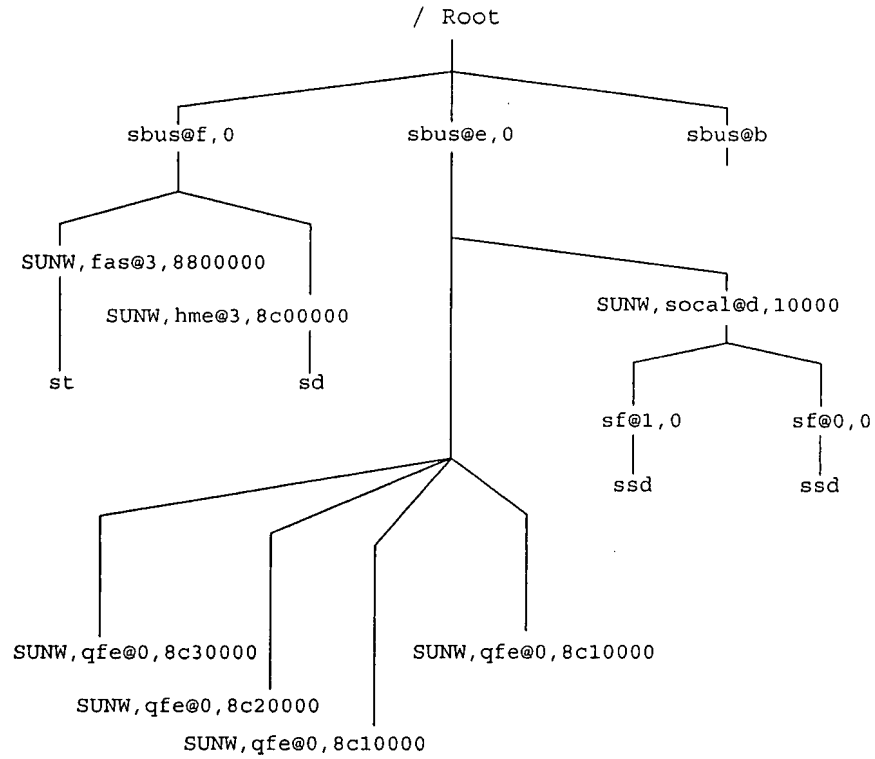 / Root
sbus@f,0
sbus@e,0
sbus@b
SUNW,fas@3,8800000
SUNW,hme@3,8c00000
SUNW,socal@d,10000
st
sd
sf@1,0
sf@0,0
ssd
ssd
SUNW,qfe@0,8c30000
SUNW,qfe@0,8c10000
SUNW,qfe@0,8c20000
SUNW,qfe@0,8c10000